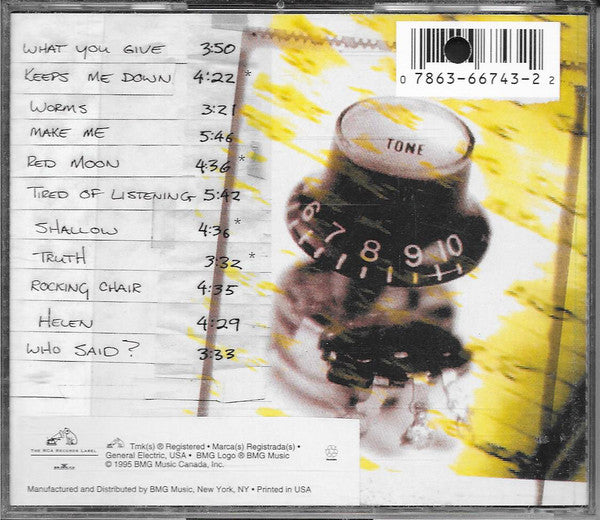 WHAT YOU GIVE 3:50
KEEPS ME DOWN 4:22 *
WORMS 3:21
MAKE ME 5:46
RED MOON 4:36 *
TIRED OF LISTENING 5:42
SHALLOW 4:36 *
TRUTH 3:32 *
ROCKING CHAIR 4:35
HELEN 4:29
WHO SAID? 3:33
0 7863-66743-2 2
TONE
6 7 8 9 10
THE RCA RECORDS LABEL
BMG
Tmk(s) ® Registered • Marca(s) Registrada(s) •
General Electric, USA • BMG Logo ® BMG Music
© 1995 BMG Music Canada, Inc.
Manufactured and Distributed by BMG Music, New York, NY • Printed in USA